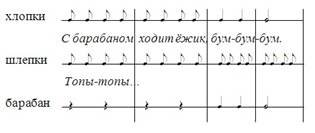 хлопки
С барабаном ходит ёжик, бум-бум-бум.
шлепки
Топы-топы...
барабан